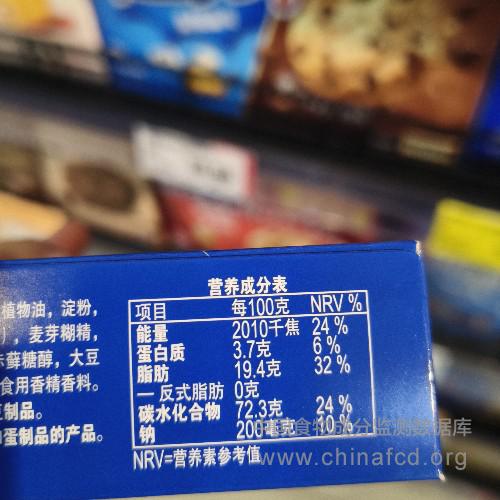 营养成分表
项目 每100克 NRV %
能量 2010千焦 24 %
蛋白质 3.7克 6 %
脂肪 19.4克 32 %
— 反式脂肪 0克
碳水化合物 72.3克 24 %
钠 200毫克 10 %
NRV=营养素参考值
植物油，淀粉，
，麦芽糊精，
赤藓糖醇，大豆
食用香精香料。
制品。
蛋制品的产品。
中国食物成分监测数据库
www.chinafcd.org